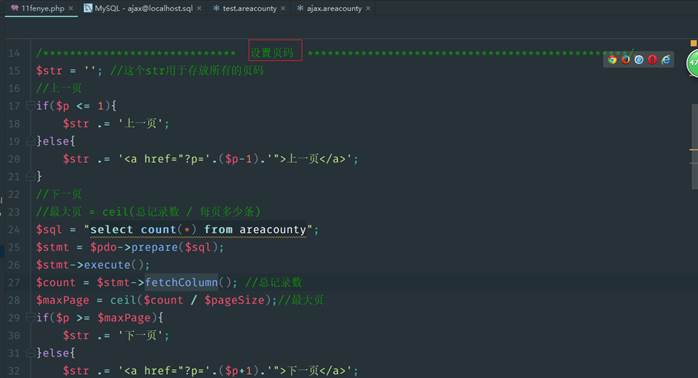 11fenye.php × MySQL - ajax@localhost.sql × test.areacounty × ajax.areacounty ×
14 /***************************** 设置页码 *************************************************/
15 $str = ''; //这个str用于存放所有的页码
16 //上一页
17 if($p <= 1){
18 $str .= '上一页';
19 }else{
20 $str .= '<a href="?p='.($p-1).'">上一页</a>';
21 }
22 //下一页
23 //最大页 = ceil(总记录数 / 每页多少条)
24 $sql = "select count(*) from areacounty";
25 $stmt = $pdo->prepare($sql);
26 $stmt->execute();
27 $count = $stmt->fetchColumn(); //总记录数
28 $maxPage = ceil($count / $pageSize);//最大页
29 if($p >= $maxPage){
30 $str .= '下一页';
31 }else{
32 $str .= '<a href="?p='.($p+1).'">下一页</a>';
47